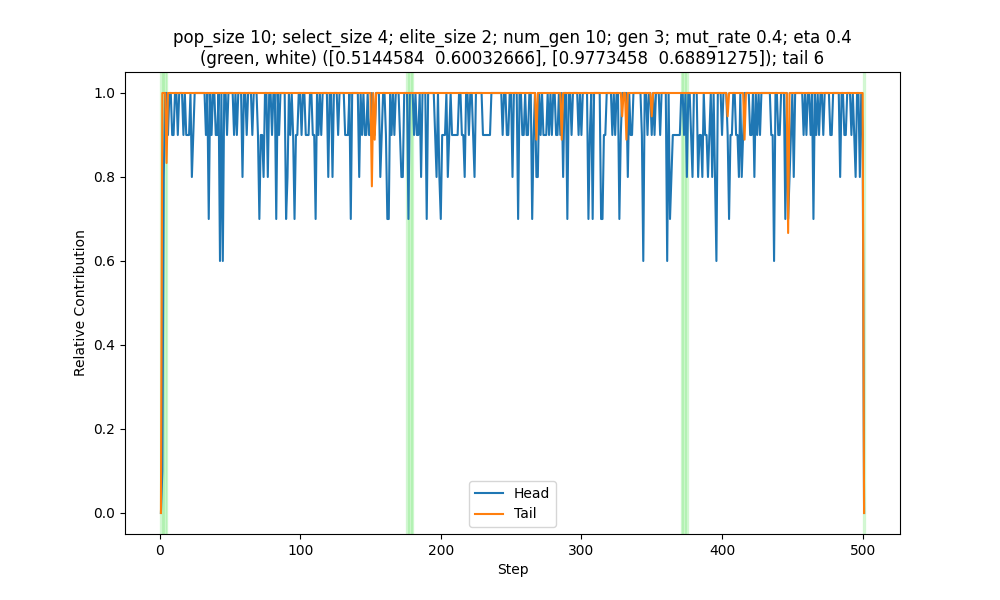 pop_size 10; select_size 4; elite_size 2; num_gen 10; gen 3; mut_rate 0.4; eta 0.4
(green, white) ([0.5144584  0.60032666], [0.9773458  0.68891275]); tail 6
1.0
0.8
0.6
0.4
0.2
0.0
Relative Contribution
Head
Tail
0 100 200 300 400 500
Step